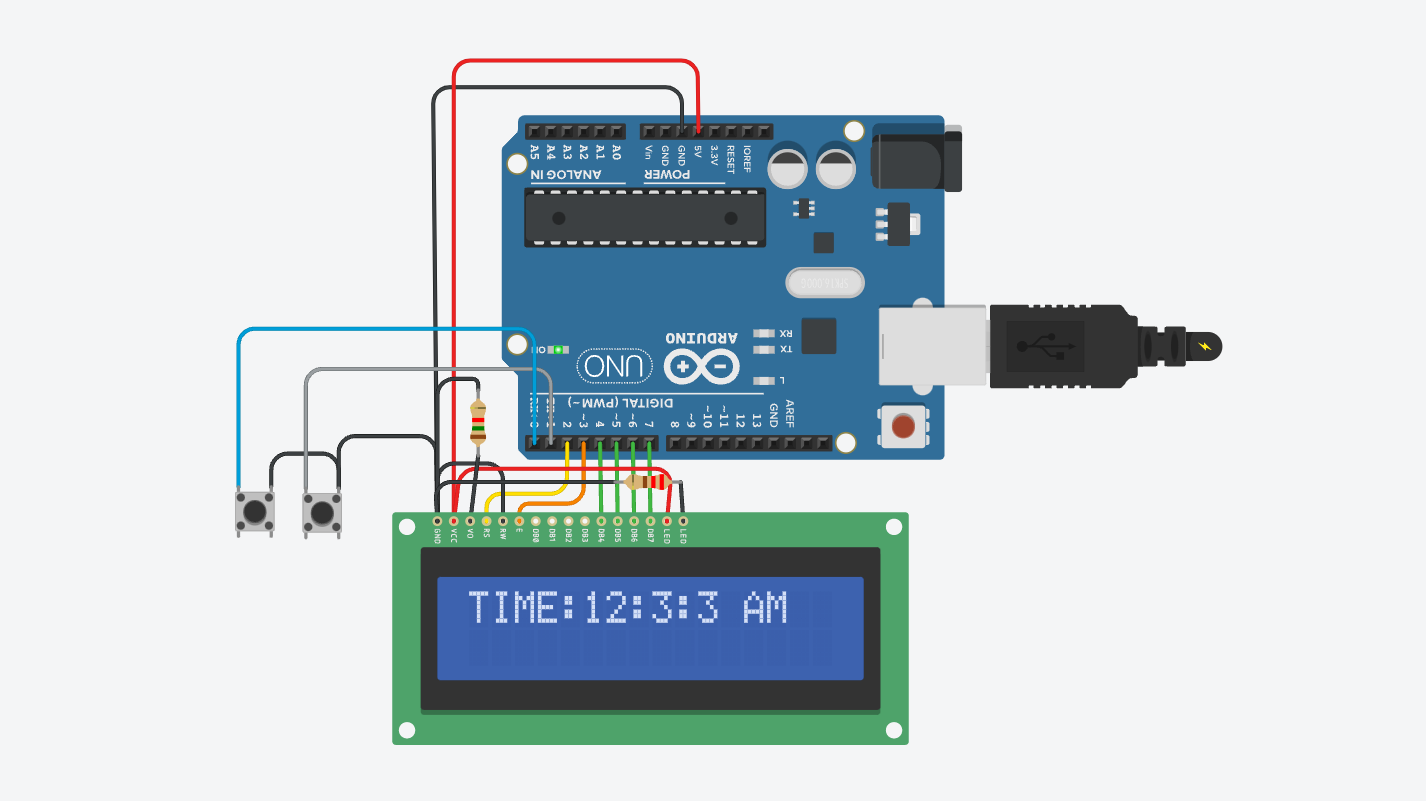 A5 A4 A3 A2 A1 A0
Vin GND GND 5V 3.3V RESET IOREF
ANALOG IN
POWER
SPK16.000G
ARDUINO
RX
TX
ON
UNO
L
DIGITAL (PWM~)
2 ~3 4 ~5 ~6 7
8 ~9 ~10 ~11 12 13 GND AREF
GND VCC VO RS RW E DB0 DB1 DB2 DB3 DB4 DB5 DB6 DB7 LED LED
TIME:12:3:3 AM